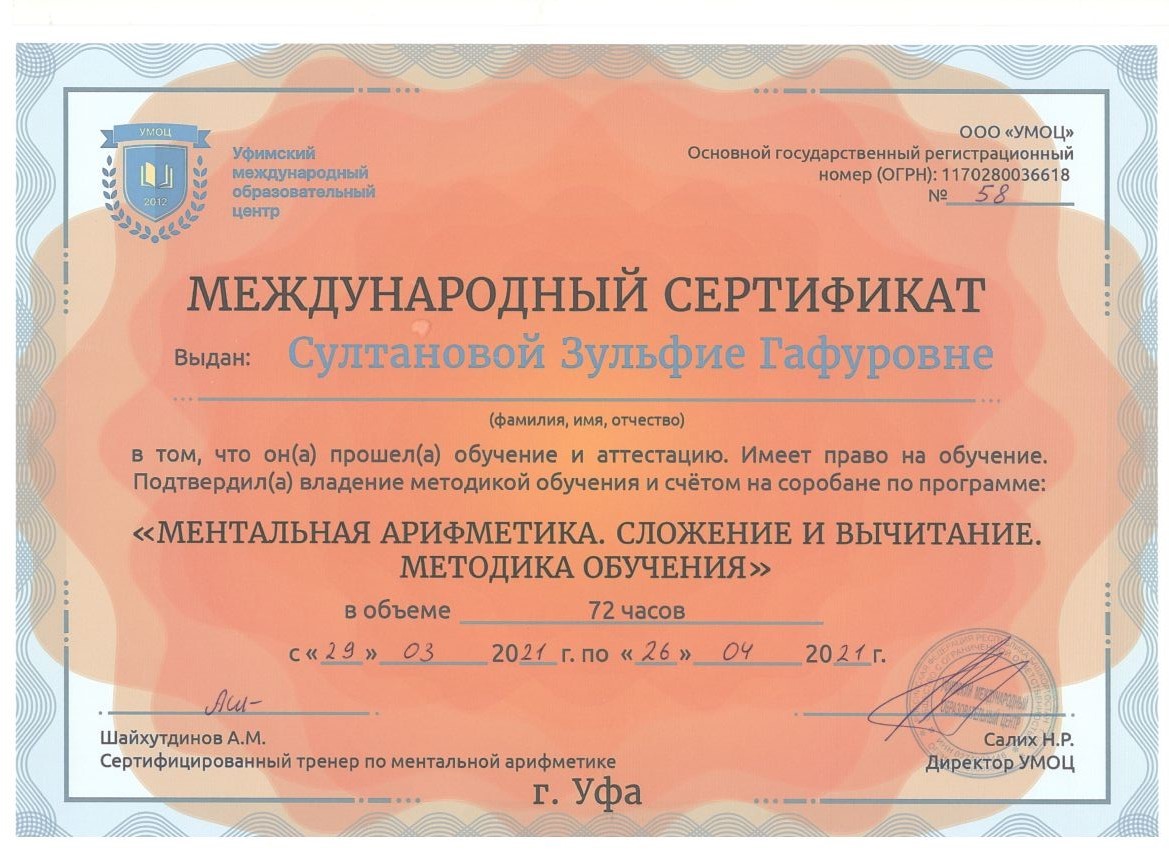 УМОЦ
2012
Уфимский
международный
образовательный
центр
ООО «УМОЦ»
Основной государственный регистрационный
номер (ОГРН): 1170280036618
№ 58
МЕЖДУНАРОДНЫЙ СЕРТИФИКАТ
Выдан: Султановой Зульфие Гафуровне
(фамилия, имя, отчество)
в том, что он(а) прошел(а) обучение и аттестацию. Имеет право на обучение.
Подтвердил(а) владение методикой обучения и счётом на соробане по программе:
«МЕНТАЛЬНАЯ АРИФМЕТИКА. СЛОЖЕНИЕ И ВЫЧИТАНИЕ.
МЕТОДИКА ОБУЧЕНИЯ»
в объеме 72 часов
с «29» 03 2021 г. по «26» 04 2021 г.
Шайхутдинов А.М.
Сертифицированный тренер по ментальной арифметике
Салих Н.Р.
Директор УМОЦ
г. Уфа